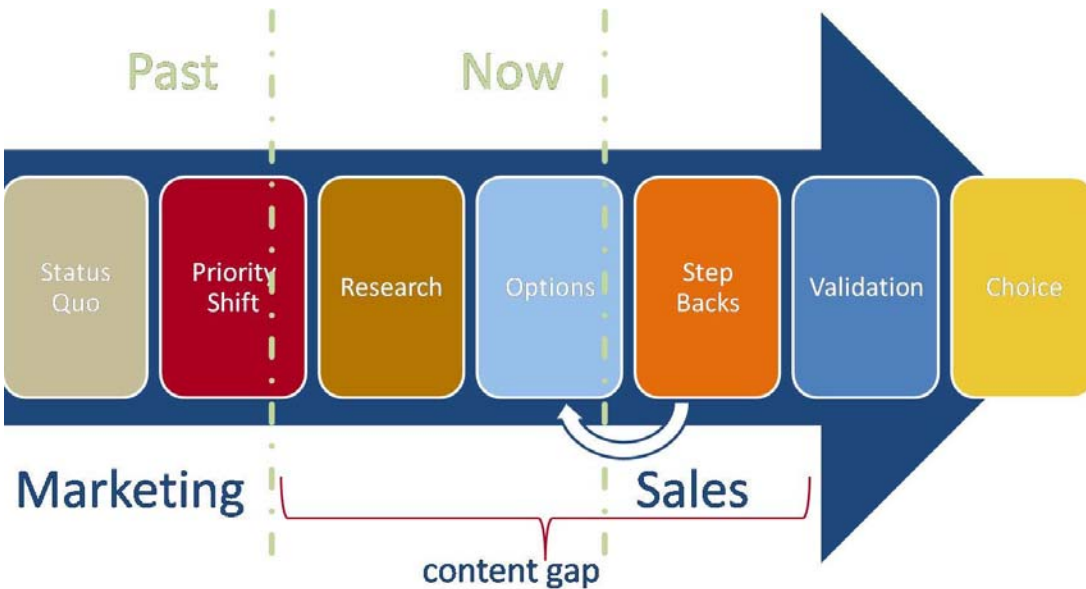 Past
Now
Status
Quo
Priority
Shift
Research
Options
Step
Backs
Validation
Choice
Marketing
Sales
content gap